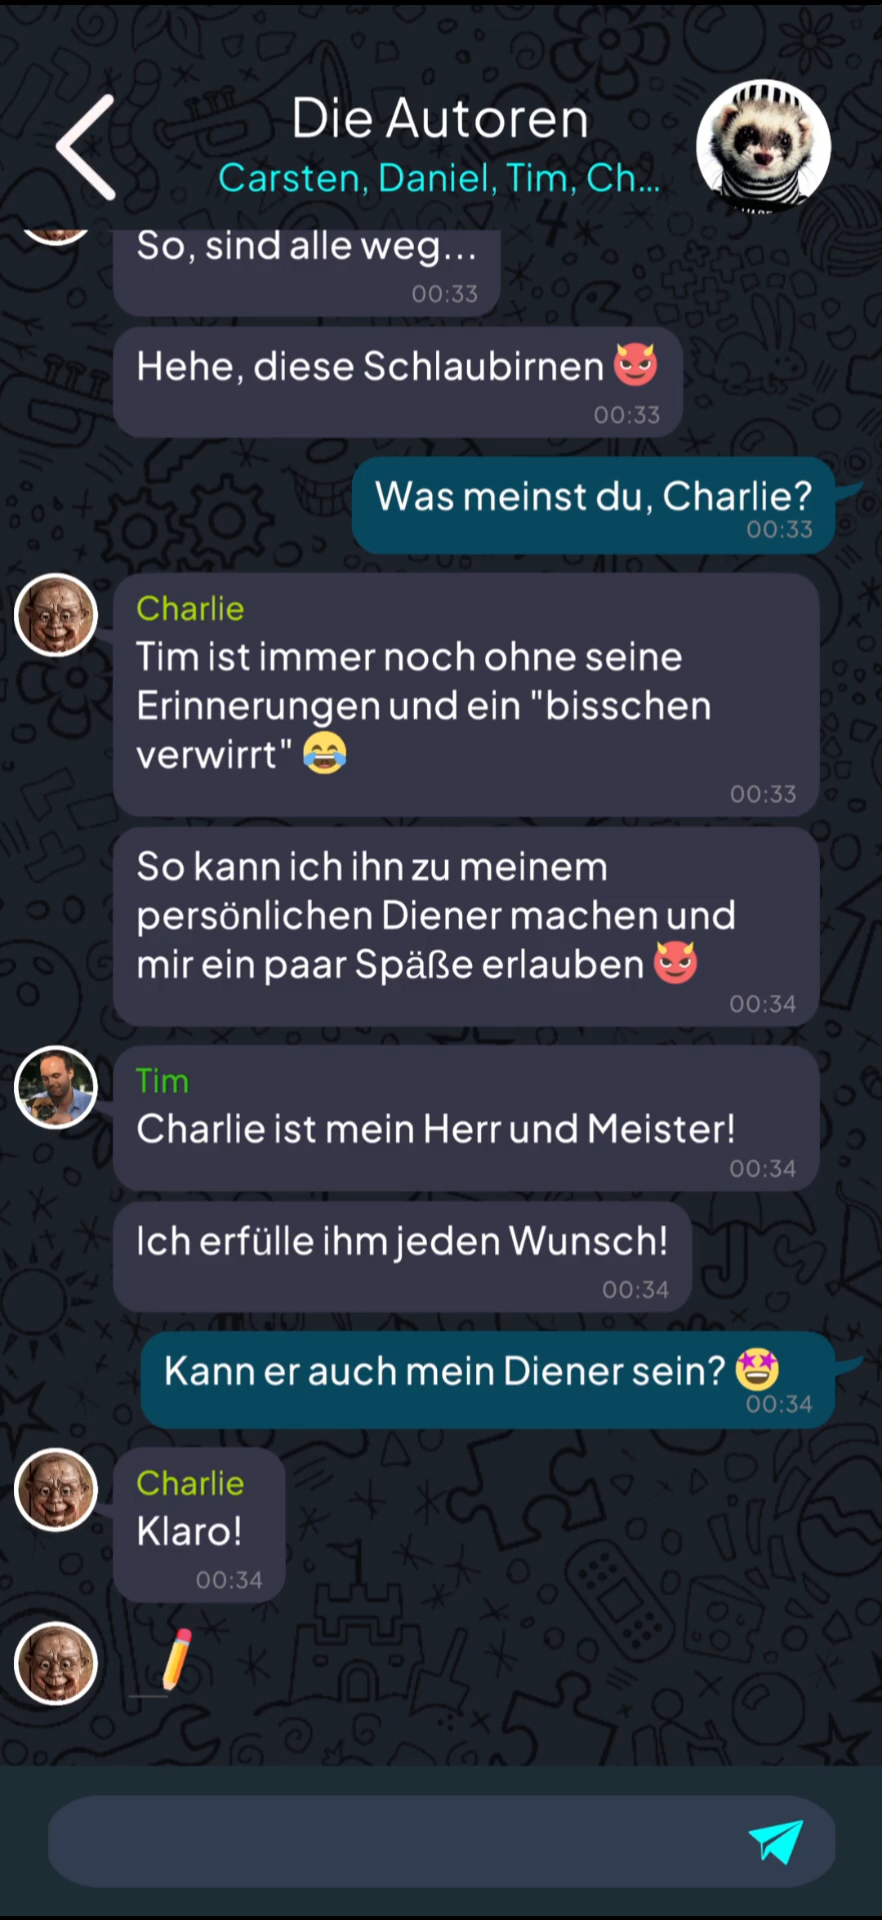 Die Autoren
Carsten, Daniel, Tim, Ch...
So, sind alle weg...
00:33
Hehe, diese Schlaubirnen 😈
00:33
Was meinst du, Charlie?
00:33
Charlie
Tim ist immer noch ohne seine
Erinnerungen und ein "bisschen
verwirrt" 😂
00:33
So kann ich ihn zu meinem
persönlichen Diener machen und
mir ein paar Späße erlauben 😈
00:34
Tim
Charlie ist mein Herr und Meister!
00:34
Ich erfülle ihm jeden Wunsch!
00:34
Kann er auch mein Diener sein? 🤩
00:34
Charlie
Klaro!
00:34